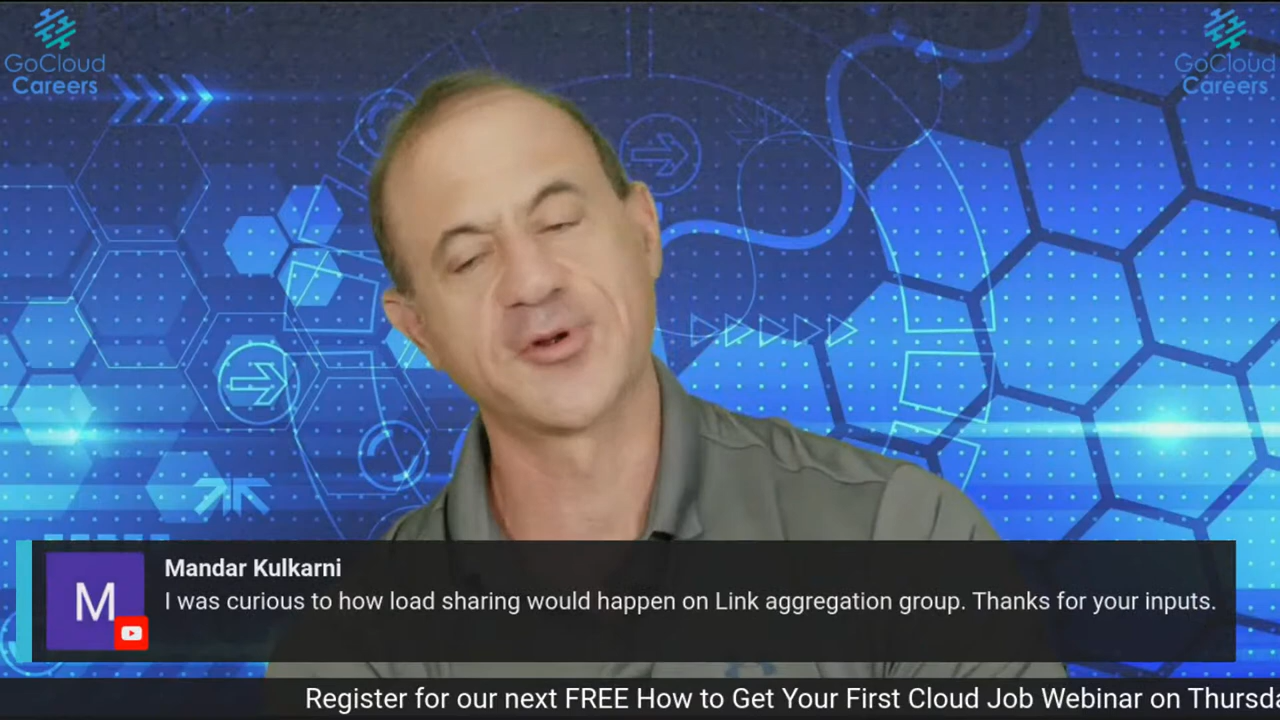 GoCloud
Careers
GoCloud
Careers
M
Mandar Kulkarni
I was curious to how load sharing would happen on Link aggregation group. Thanks for your inputs.
Register for our next FREE How to Get Your First Cloud Job Webinar on Thursda